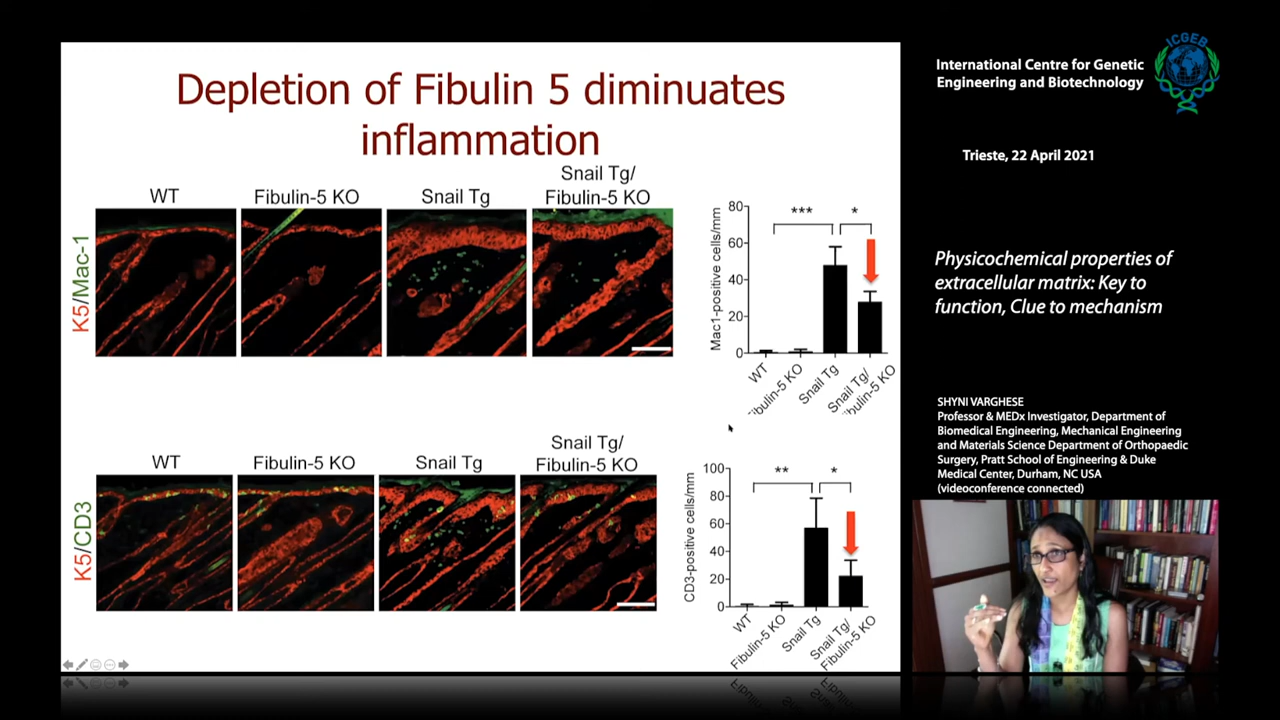 Depletion of Fibulin 5 diminuates
inflammation
WT
Fibulin-5 KO
Snail Tg
Snail Tg/
Fibulin-5 KO
K5/Mac-1
Mac1-positive cells/mm
80
60
40
20
0
***
*
WT
ibulin-5 KO
Snail Tg
Snail Tg/
ibulin-5 KO
WT
Fibulin-5 KO
Snail Tg
Snail Tg/
Fibulin-5 KO
K5/CD3
CD3-positive cells/mm
100
80
60
40
20
0
**
*
WT
Fibulin-5 KO
Snail Tg
Snail Tg/
Fibulin-5 KO
International Centre for Genetic
Engineering and Biotechnology
ICGEB
Trieste, 22 April 2021
Physicochemical properties of
extracellular matrix: Key to
function, Clue to mechanism
SHYNI VARGHESE
Professor & MEDx Investigator, Department of
Biomedical Engineering, Mechanical Engineering
and Materials Science Department of Orthopaedic
Surgery, Pratt School of Engineering & Duke
Medical Center, Durham, NC USA
(videoconference connected)